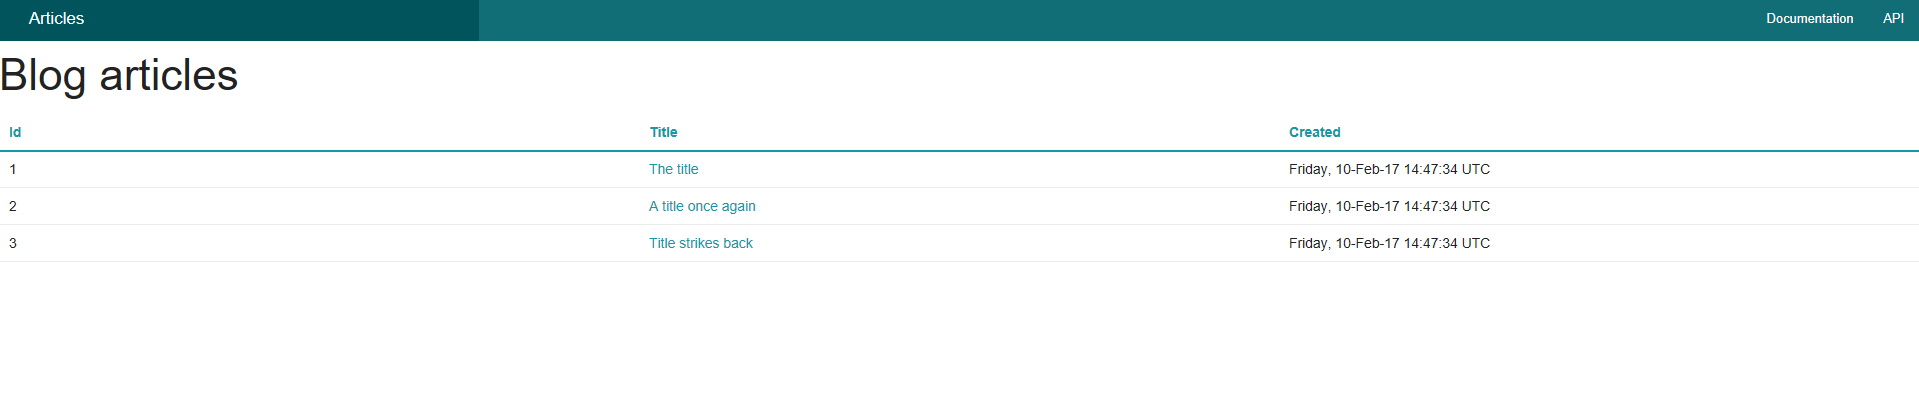 Articles Documentation API
Blog articles
Id Title Created
1 The title Friday, 10-Feb-17 14:47:34 UTC
2 A title once again Friday, 10-Feb-17 14:47:34 UTC
3 Title strikes back Friday, 10-Feb-17 14:47:34 UTC